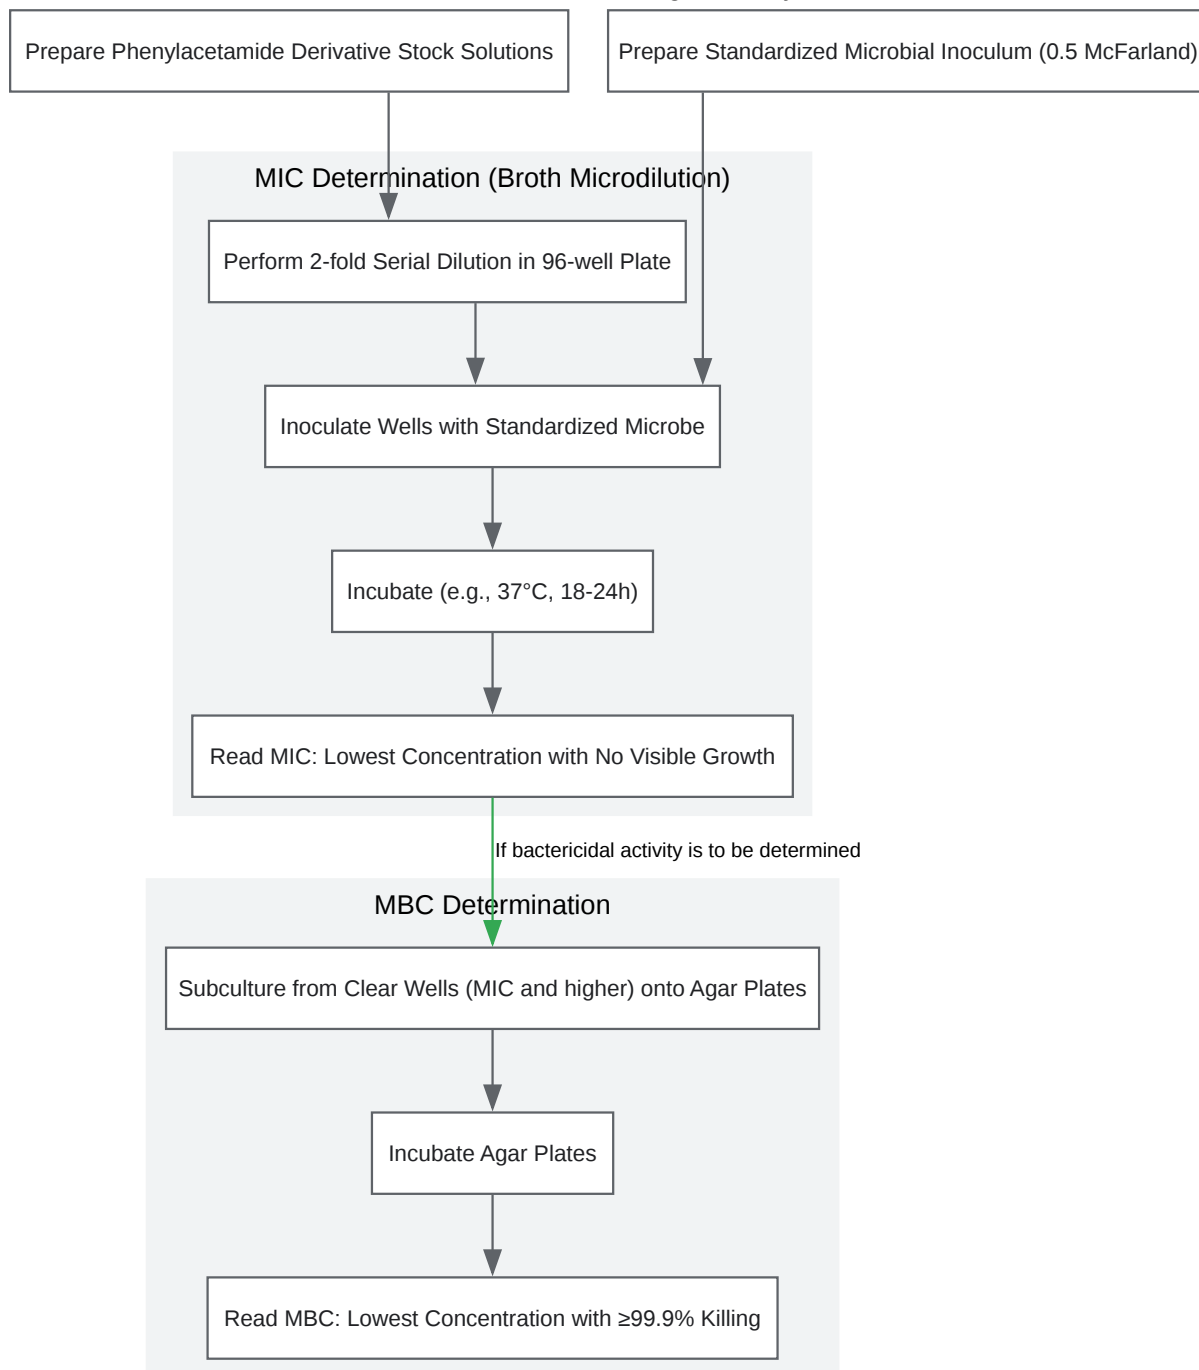 Prepare Phenylacetamide Derivative Stock Solutions
Prepare Standardized Microbial Inoculum (0.5 McFarland)
MIC Determination (Broth Microdilution)
Perform 2-fold Serial Dilution in 96-well Plate
Inoculate Wells with Standardized Microbe
Incubate (e.g., 37°C, 18-24h)
Read MIC: Lowest Concentration with No Visible Growth
If bactericidal activity is to be determined
MBC Determination
Subculture from Clear Wells (MIC and higher) onto Agar Plates
Incubate Agar Plates
Read MBC: Lowest Concentration with ≥99.9% Killing